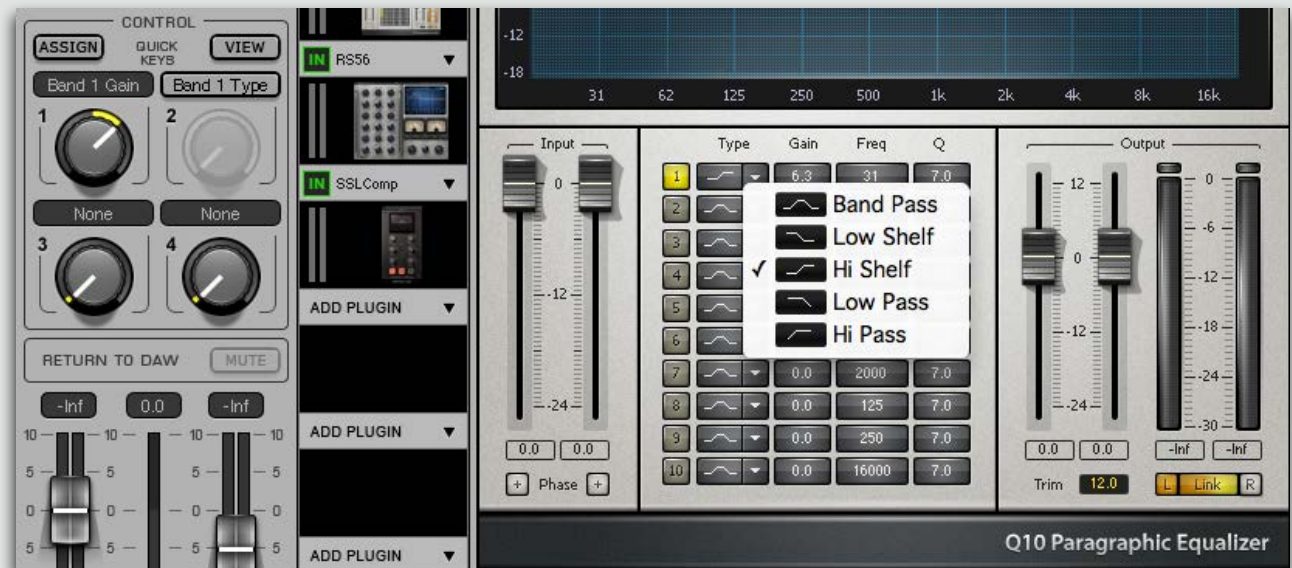 CONTROL
ASSIGN
QUICK KEYS
VIEW
Band 1 Gain
Band 1 Type
1
2
None
None
3
4
RETURN TO DAW
MUTE
-Inf
0.0
-Inf
10
10
10
10
5
5
5
5
0
0
0
0
5
5
5
5
IN RS56
IN SSLComp
ADD PLUGIN
ADD PLUGIN
ADD PLUGIN
-12
-18
31 62 125 250 500 1k 2k 4k 8k 16k
Input
0
-12
-24
0.0 0.0
+ Phase +
Type Gain Freq Q
1 6.3 31 7.0
2
3
4
5
6
Band Pass
Low Shelf
✓ Hi Shelf
Low Pass
Hi Pass
7 0.0 2000 7.0
8 0.0 125 7.0
9 0.0 250 7.0
10 0.0 16000 7.0
Output
12
0
-12
-24
0.0 0.0
Trim 12.0
0
-6
-12
-18
-24
-30
-Inf -Inf
L Link R
Q10 Paragraphic Equalizer